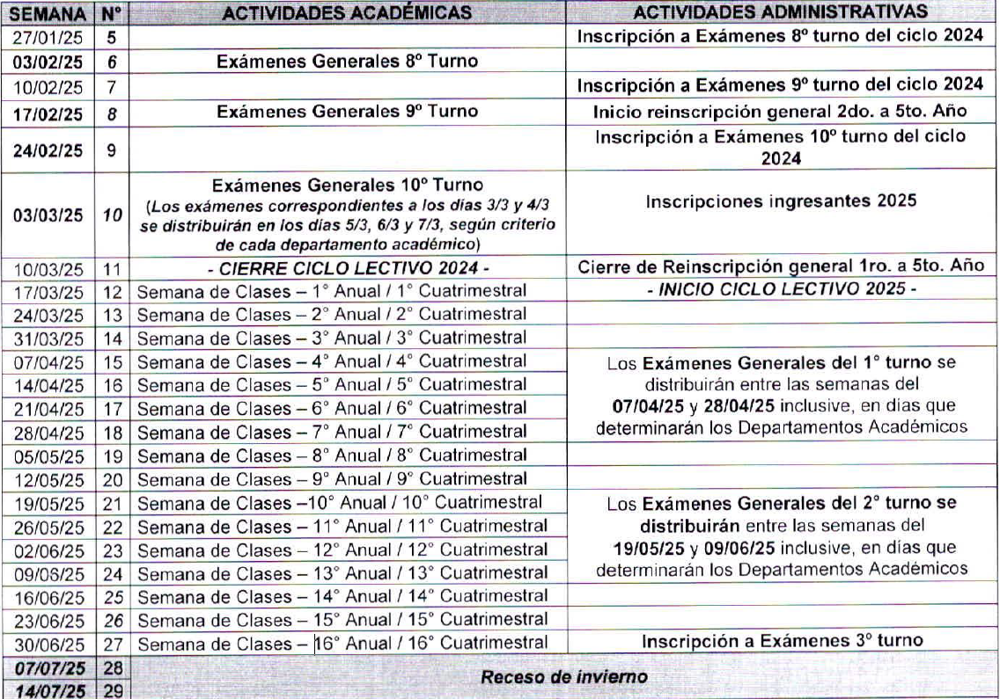 SEMANA Nº ACTIVIDADES ACADÉMICAS ACTIVIDADES ADMINISTRATIVAS
27/01/25 5 Inscripción a Exámenes 8º turno del ciclo 2024
03/02/25 6 Exámenes Generales 8º Turno
10/02/25 7 Inscripción a Exámenes 9º turno del ciclo 2024
17/02/25 8 Exámenes Generales 9º Turno Inicio reinscripción general 2do. a 5to. Año
24/02/25 9 Inscripción a Exámenes 10º turno del ciclo
2024
03/03/25 10 Exámenes Generales 10º Turno
(Los exámenes correspondientes a los días 3/3 y 4/3
se distribuirán en los días 5/3, 6/3 y 7/3, según criterio
de cada departamento académico)
Inscripciones ingresantes 2025
10/03/25 11 - CIERRE CICLO LECTIVO 2024 - Cierre de Reinscripción general 1ro. a 5to. Año
17/03/25 12 Semana de Clases – 1° Anual / 1° Cuatrimestral - INICIO CICLO LECTIVO 2025 -
24/03/25 13 Semana de Clases – 2° Anual / 2° Cuatrimestral
31/03/25 14 Semana de Clases – 3° Anual / 3° Cuatrimestral
07/04/25 15 Semana de Clases – 4° Anual / 4° Cuatrimestral
14/04/25 16 Semana de Clases – 5° Anual / 5° Cuatrimestral
21/04/25 17 Semana de Clases – 6° Anual / 6° Cuatrimestral
28/04/25 18 Semana de Clases – 7° Anual / 7° Cuatrimestral
Los Exámenes Generales del 1° turno se
distribuirán entre las semanas del
07/04/25 y 28/04/25 inclusive, en días que
determinarán los Departamentos Académicos
05/05/25 19 Semana de Clases – 8° Anual / 8° Cuatrimestral
12/05/25 20 Semana de Clases – 9° Anual / 9° Cuatrimestral
19/05/25 21 Semana de Clases –10° Anual / 10° Cuatrimestral
26/05/25 22 Semana de Clases – 11° Anual / 11° Cuatrimestral
02/06/25 23 Semana de Clases – 12° Anual / 12° Cuatrimestral
09/06/25 24 Semana de Clases – 13° Anual / 13° Cuatrimestral
Los Exámenes Generales del 2° turno se
distribuirán entre las semanas del
19/05/25 y 09/06/25 inclusive, en días que
determinarán los Departamentos Académicos
16/06/25 25 Semana de Clases – 14° Anual / 14° Cuatrimestral
23/06/25 26 Semana de Clases – 15° Anual / 15° Cuatrimestral
30/06/25 27 Semana de Clases – 16° Anual / 16° Cuatrimestral Inscripción a Exámenes 3º turno
07/07/25 28
Receso de invierno
14/07/25 29